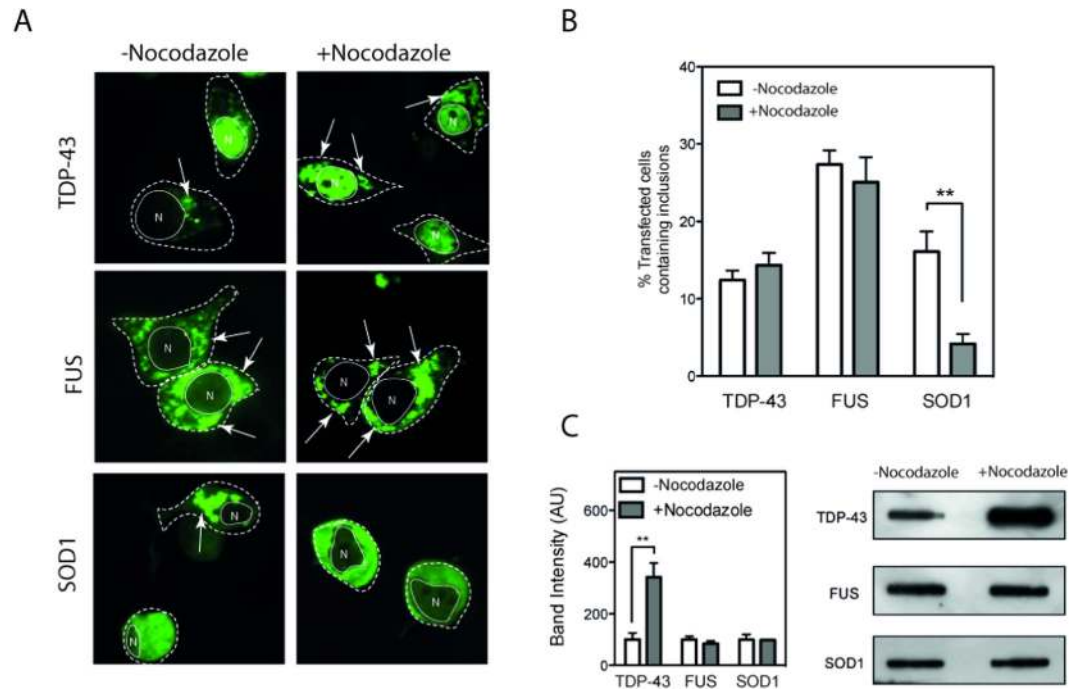 A
-Nocodazole +Nocodazole
TDP-43
N
N
N
N
N
FUS
N
N
N
N
SOD1
N
N
N
N
B
% Transfected cells
containing inclusions
40
30
20
10
0
-Nocodazole
+Nocodazole
**
TDP-43 FUS SOD1
C
Band Intensity (AU)
600
400
200
0
-Nocodazole
+Nocodazole
**
TDP-43 FUS SOD1
-Nocodazole +Nocodazole
TDP-43
FUS
SOD1